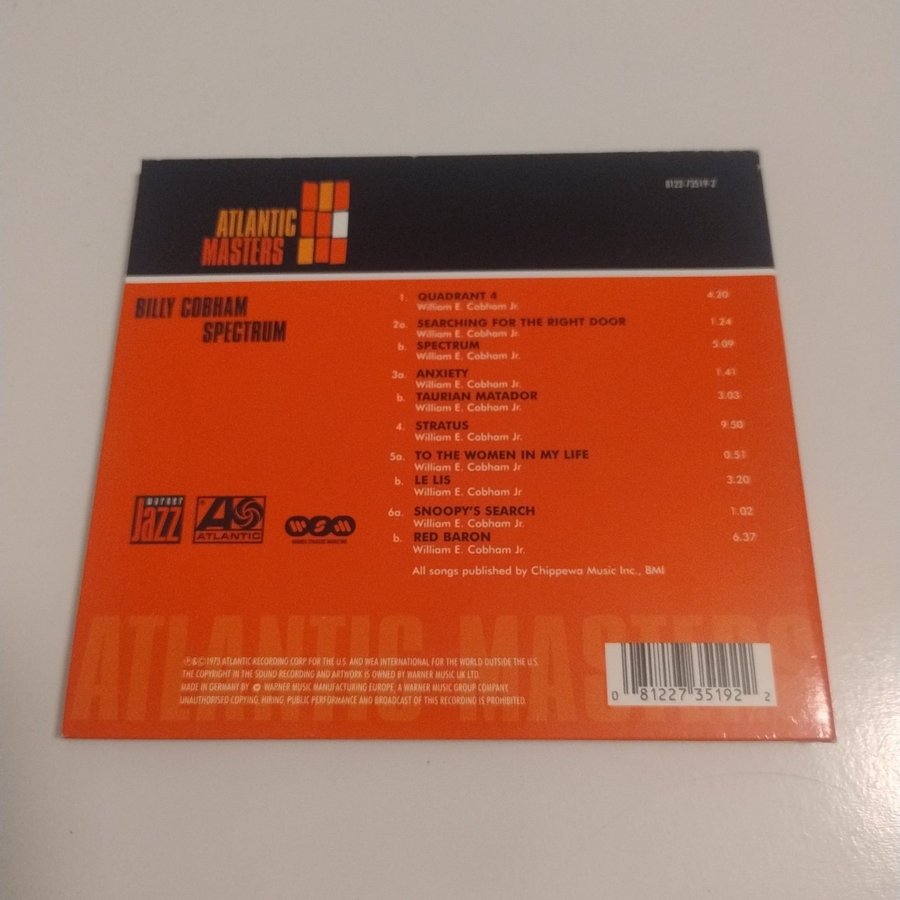 8122-73519-2
ATLANTIC
MASTERS
BILLY COBHAM
SPECTRUM
1. QUADRANT 4 4.20
William E. Cobham Jr.
2a. SEARCHING FOR THE RIGHT DOOR 1.24
William E. Cobham Jr.
b. SPECTRUM 5.09
William E. Cobham Jr.
3a. ANXIETY 1.41
William E. Cobham Jr.
b. TAURIAN MATADOR 3.03
William E. Cobham Jr.
4. STRATUS 9.50
William E. Cobham Jr.
5a. TO THE WOMEN IN MY LIFE 0.51
William E. Cobham Jr
b. LE LIS 3.20
William E. Cobham Jr
6a. SNOOPY'S SEARCH 1.02
William E. Cobham Jr.
b. RED BARON 6.37
William E. Cobham Jr.
All songs published by Chippewa Music Inc., BMI
WARNER
JAZZ
ATLANTIC
WSM
ATLANTIC MASTERS
℗&©1973 ATLANTIC RECORDING CORP FOR THE U.S. AND WEA INTERNATIONAL FOR THE WORLD OUTSIDE THE U.S.
THE COPYRIGHT IN THE SOUND RECORDING AND ARTWORK IS OWNED BY WARNER MUSIC UK LTD.
MADE IN GERMANY BY WARNER MUSIC MANUFACTURING EUROPE, A WARNER MUSIC GROUP COMPANY.
UNAUTHORISED COPYING, HIRING, PUBLIC PERFORMANCE AND BROADCAST OF THIS RECORDING IS PROHIBITED.
0 81227 35192 2